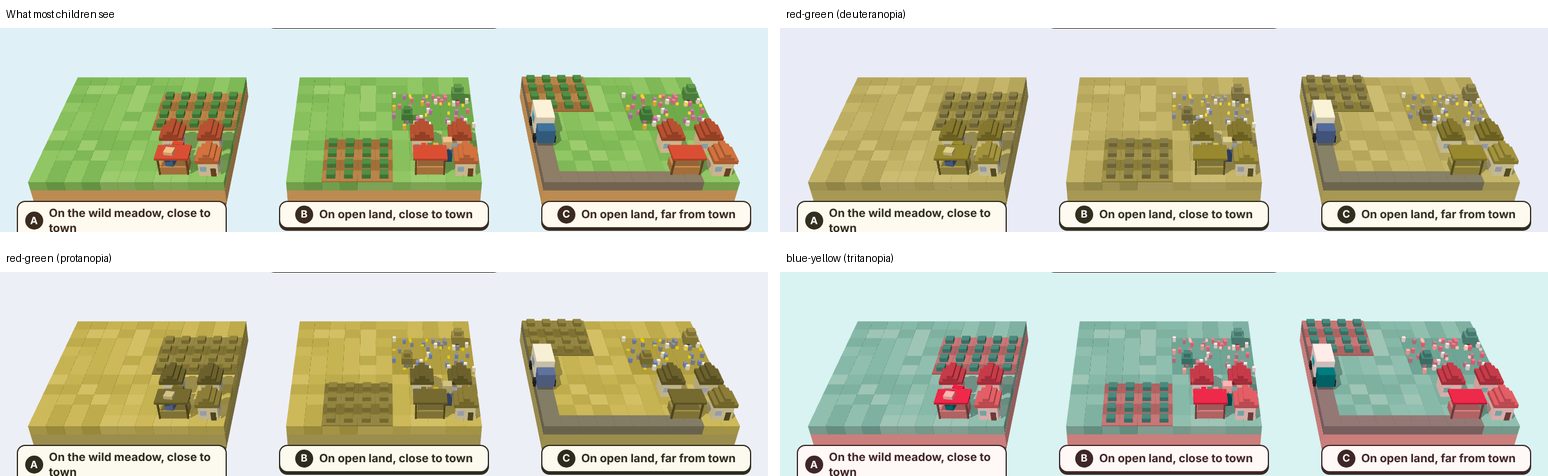 What most children see
red-green (deuteranopia)
A
On the wild meadow, close to
town
B
On open land, close to town
C
On open land, far from town
A
On the wild meadow, close to
town
B
On open land, close to town
C
On open land, far from town
red-green (protanopia)
blue-yellow (tritanopia)
A
On the wild meadow, close to
town
B
On open land, close to town
C
On open land, far from town
A
On the wild meadow, close to
town
B
On open land, close to town
C
On open land, far from town